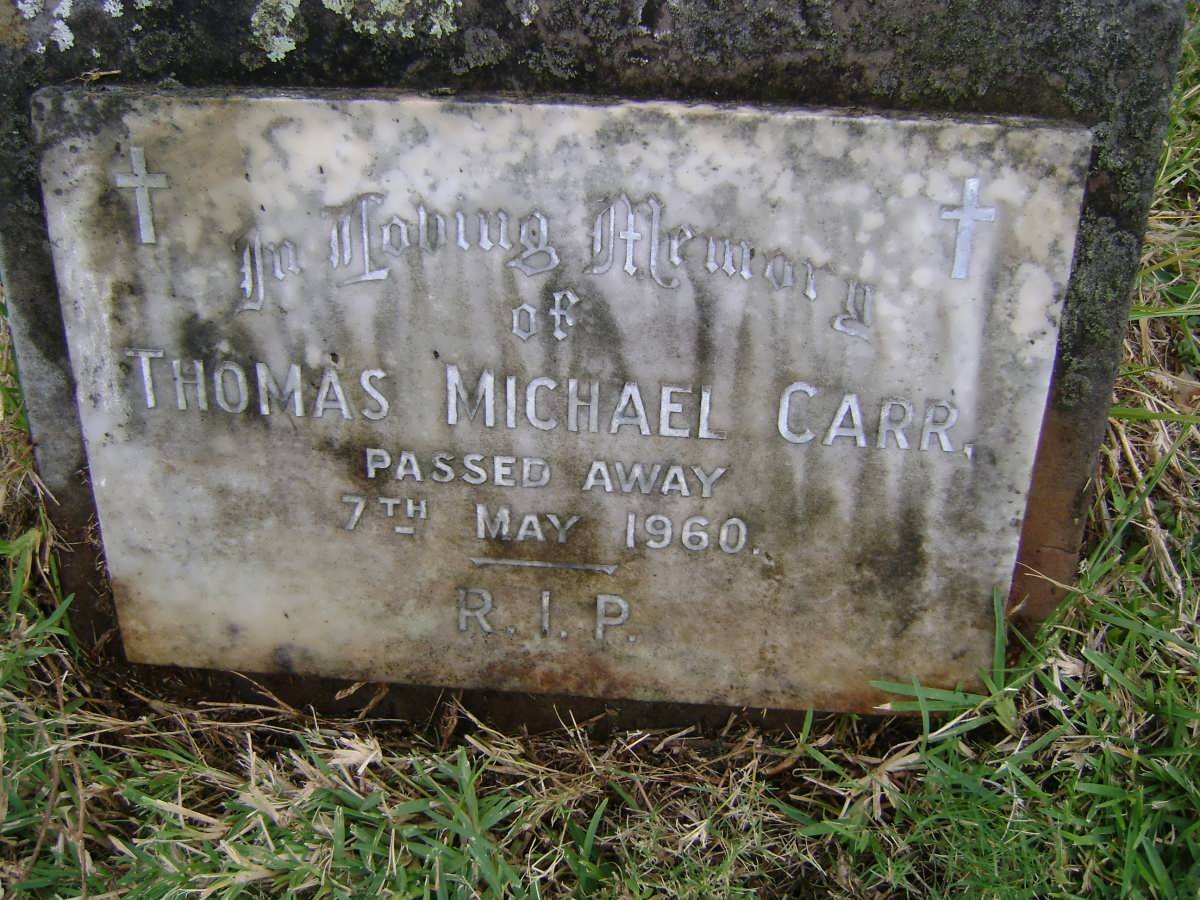 In Loving Memory
of
THOMAS MICHAEL CARR,
PASSED AWAY
7TH MAY 1960.
R.I.P.